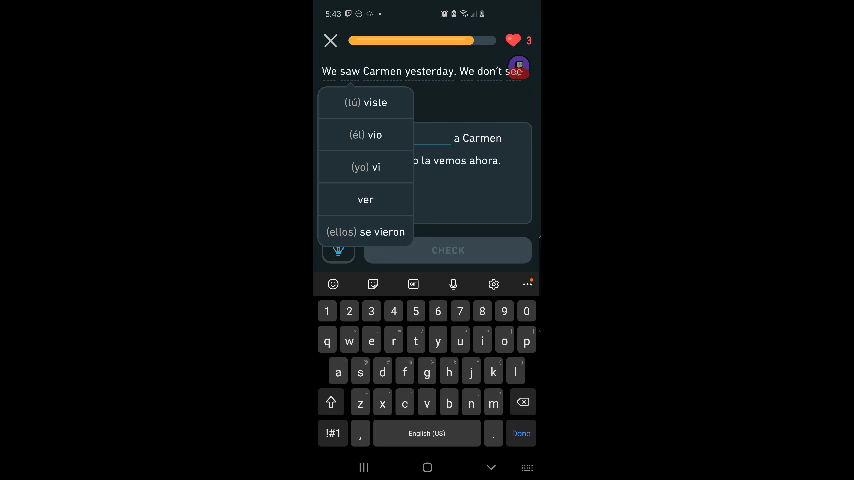 5:43
3
We saw Carmen yesterday. We don't see
(tú) viste
(él) vio
a Carmen
(yo) vi
o la vemos ahora.
ver
(ellos) se vieron
CHECK
GIF
1 2 3 4 5 6 7 8 9 0
q w e r t y u i o p
a s d f g h j k l
z x c v b n m
!#1 , English (US) . Done